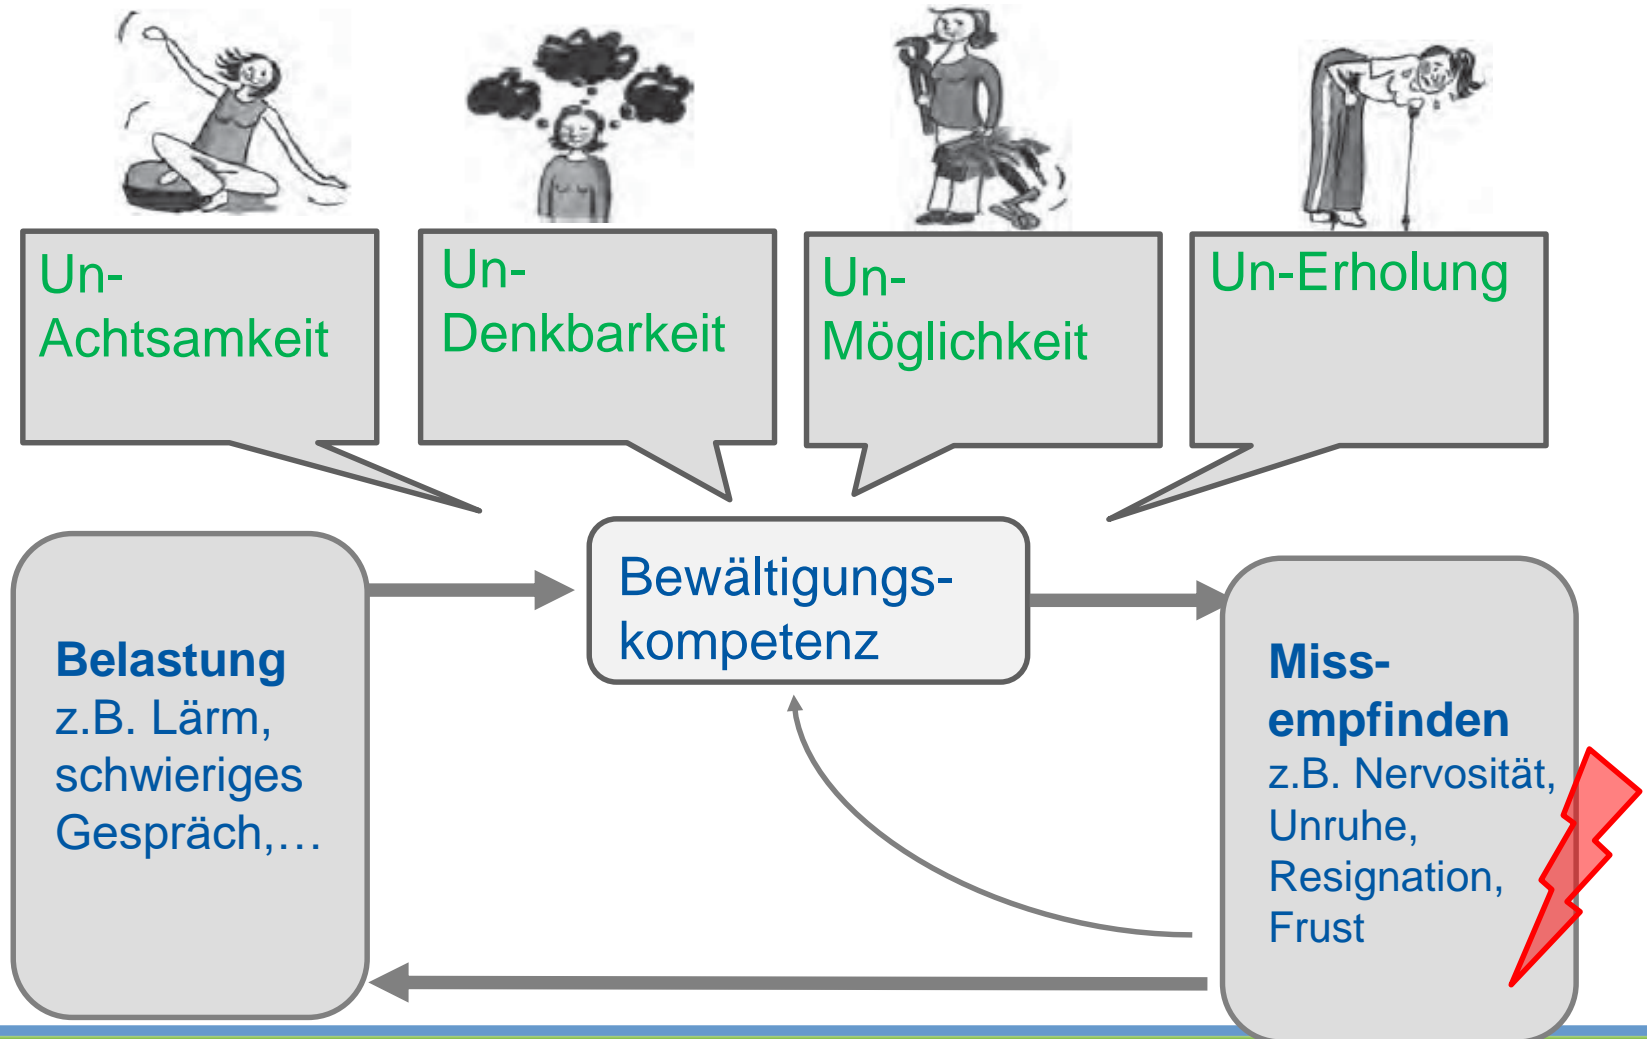 Un-
Achtsamkeit
Un-
Denkbarkeit
Un-
Möglichkeit
Un-Erholung
Belastung
z.B. Lärm,
schwieriges
Gespräch,…
Bewältigungs-
kompetenz
Miss-
empfinden
z.B. Nervosität,
Unruhe,
Resignation,
Frust